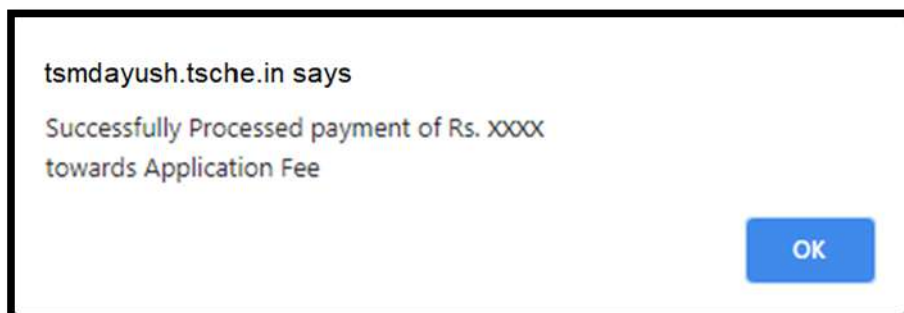 tsmdayush.tsche.in says
Successfully Processed payment of Rs. XXXX
towards Application Fee
OK